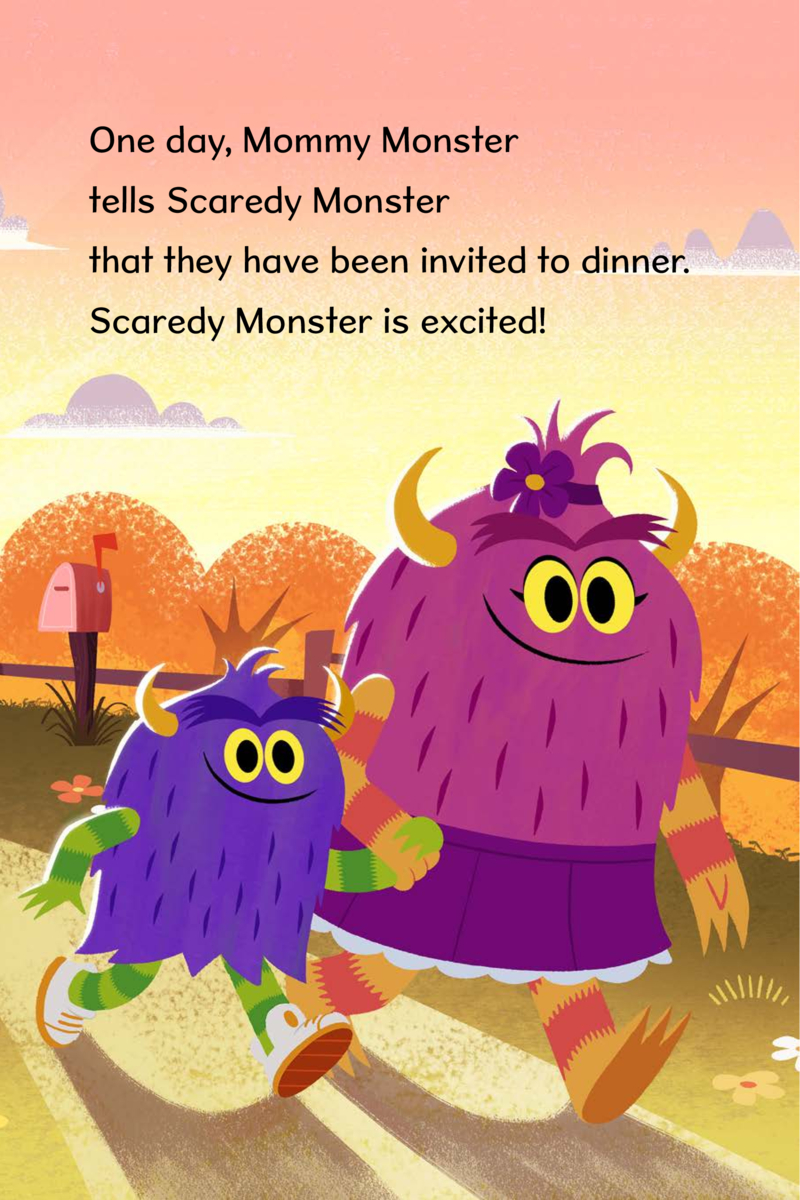 One day, Mommy Monster
tells Scaredy Monster
that they have been invited to dinner.
Scaredy Monster is excited!